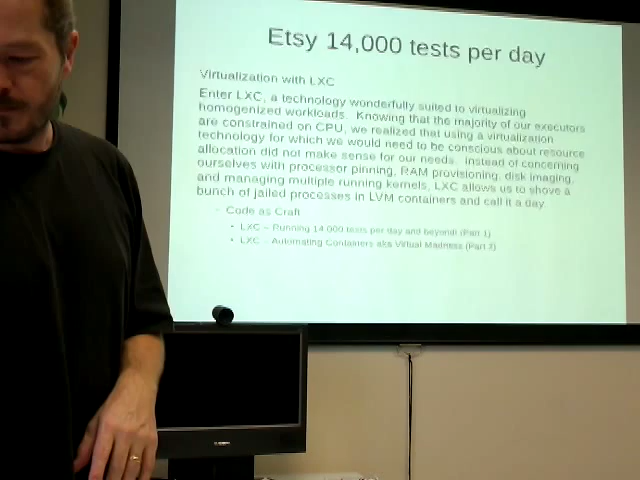 Etsy 14,000 tests per day
Virtualization with LXC
Enter LXC, a technology wonderfully suited to virtualizing
homogenized workloads. Knowing that the majority of our executors
are constrained on CPU, we realized that using a virtualization
technology for which we would need to be conscious about resource
allocation did not make sense for our needs. Instead of concerning
ourselves with processor pinning, RAM provisioning, disk imaging,
and managing multiple running kernels, LXC allows us to shove a
bunch of jailed processes in LVM containers and call it a day.
- Code as Craft
• LXC – Running 14,000 tests per day and beyond! (Part 1)
• LXC – Automating Containers aka Virtual Madness (Part 2)